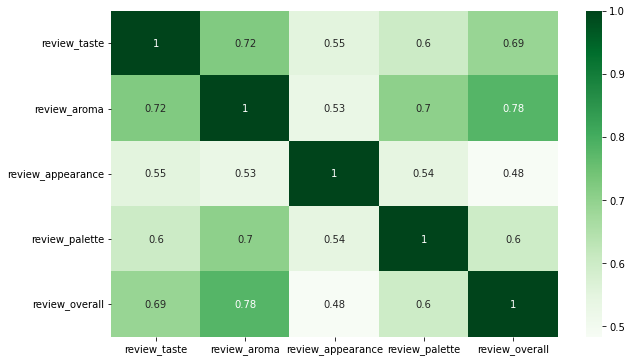 review_taste 1 0.72 0.55 0.6 0.69
review_aroma 0.72 1 0.53 0.7 0.78
review_appearance 0.55 0.53 1 0.54 0.48
review_palette 0.6 0.7 0.54 1 0.6
review_overall 0.69 0.78 0.48 0.6 1
review_taste review_aroma review_appearance review_palette review_overall
1.0
0.9
0.8
0.7
0.6
0.5